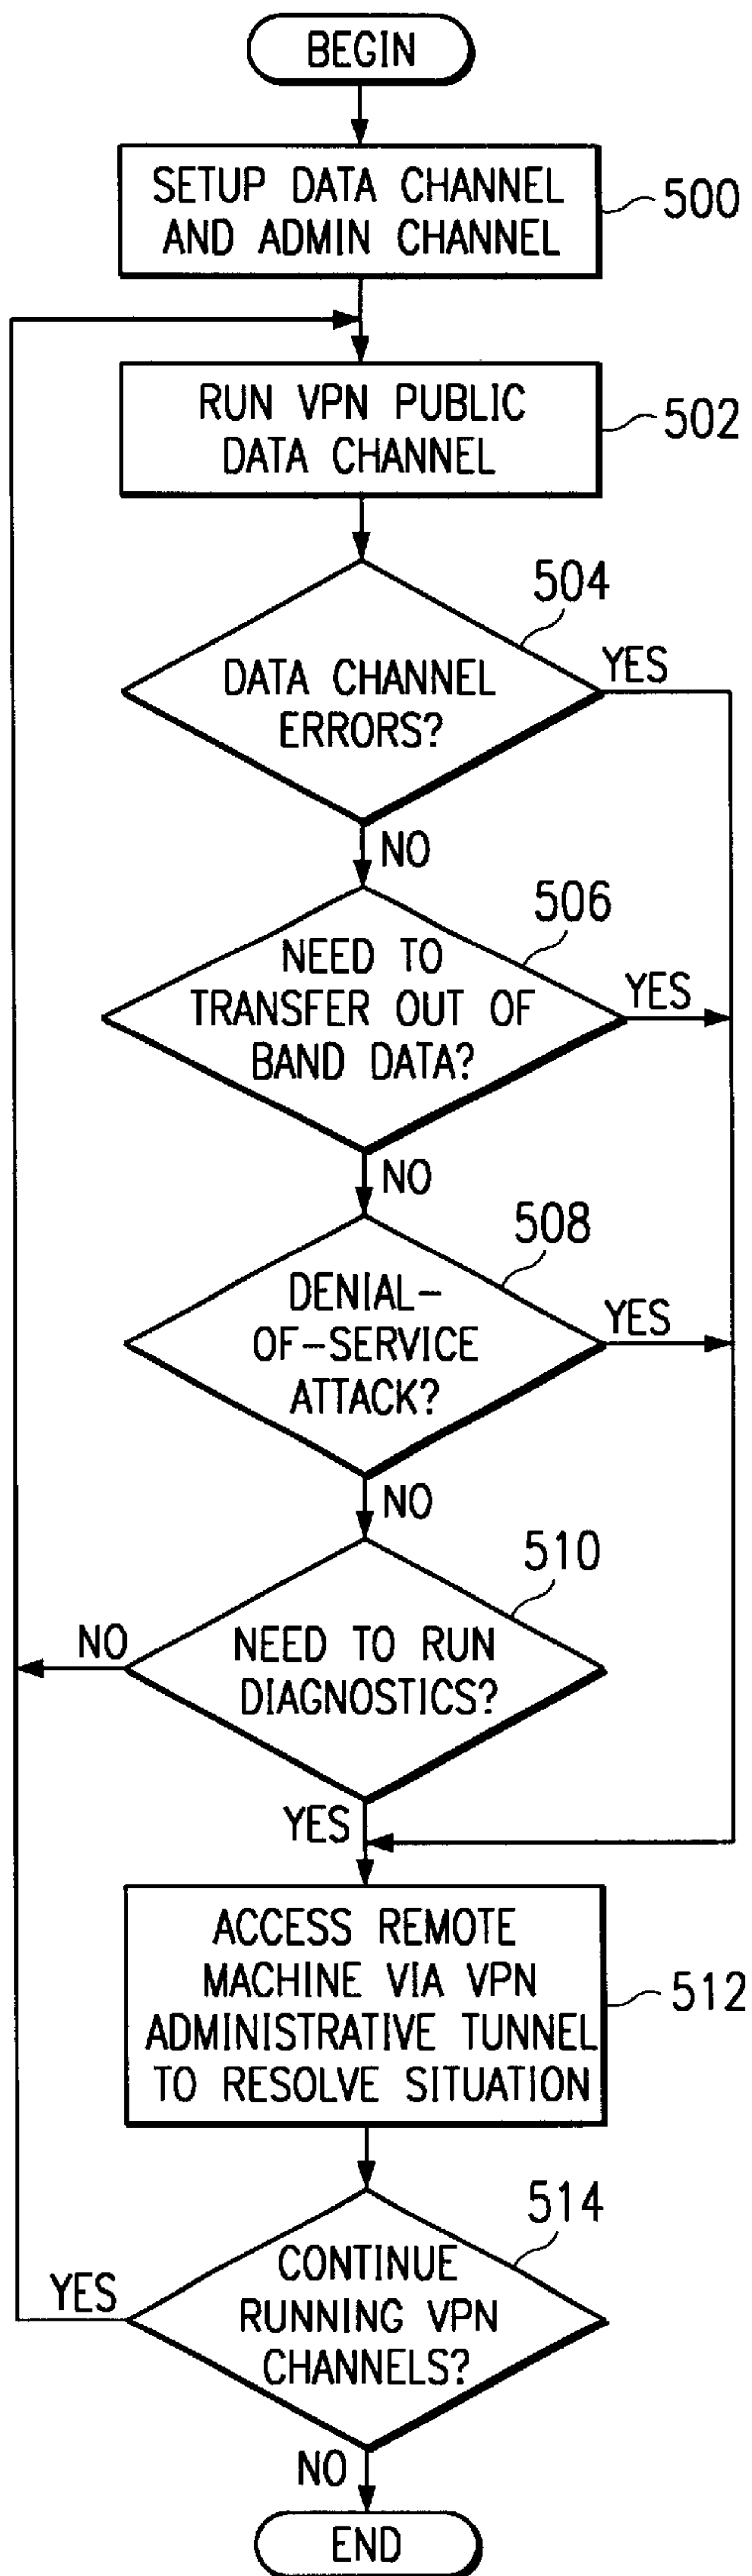 BEGIN
SETUP DATA CHANNEL
AND ADMIN CHANNEL
500
RUN VPN PUBLIC
DATA CHANNEL
502
504
DATA CHANNEL
ERRORS?
YES
NO
506
NEED TO
TRANSFER OUT OF
BAND DATA?
YES
NO
508
DENIAL-
OF-SERVICE
ATTACK?
YES
NO
510
NO
NEED TO RUN
DIAGNOSTICS?
YES
ACCESS REMOTE
MACHINE VIA VPN
ADMINISTRATIVE TUNNEL
TO RESOLVE SITUATION
512
514
YES
CONTINUE
RUNNING VPN
CHANNELS?
NO
END